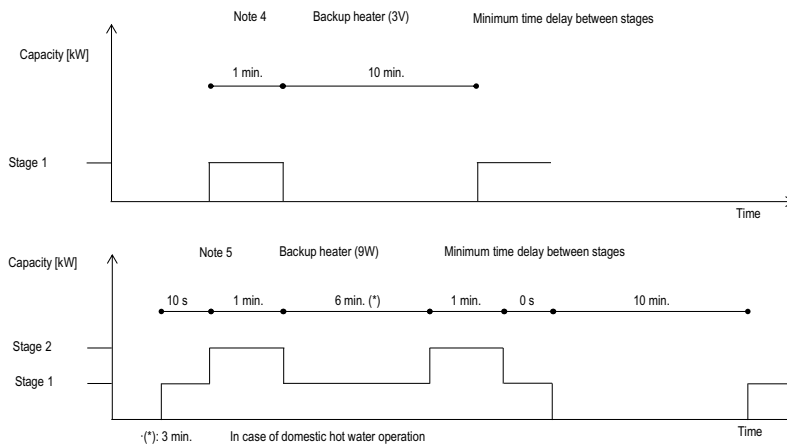 Note 4 Backup heater (3V) Minimum time delay between stages
Capacity [kW]
1 min. 10 min.
Stage 1
Time
Note 5 Backup heater (9W) Minimum time delay between stages
Capacity [kW]
10 s 1 min. 6 min. (*) 1 min. 0 s 10 min.
Stage 2
Stage 1
Time
·(*): 3 min. In case of domestic hot water operation